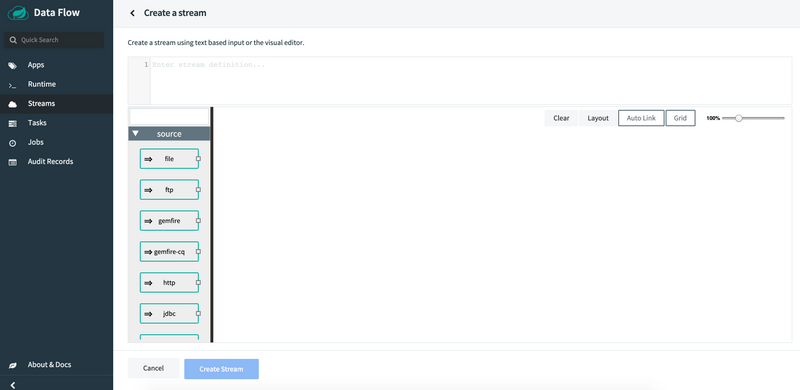 Data Flow
Create a stream
Quick Search
Apps
Runtime
Streams
Tasks
Jobs
Audit Records
About & Docs
Create a stream using text based input or the visual editor.
1 Enter stream definition...
Clear Layout Auto Link Grid 100%
source
file
ftp
gemfire
gemfire-cq
http
jdbc
Cancel Create Stream